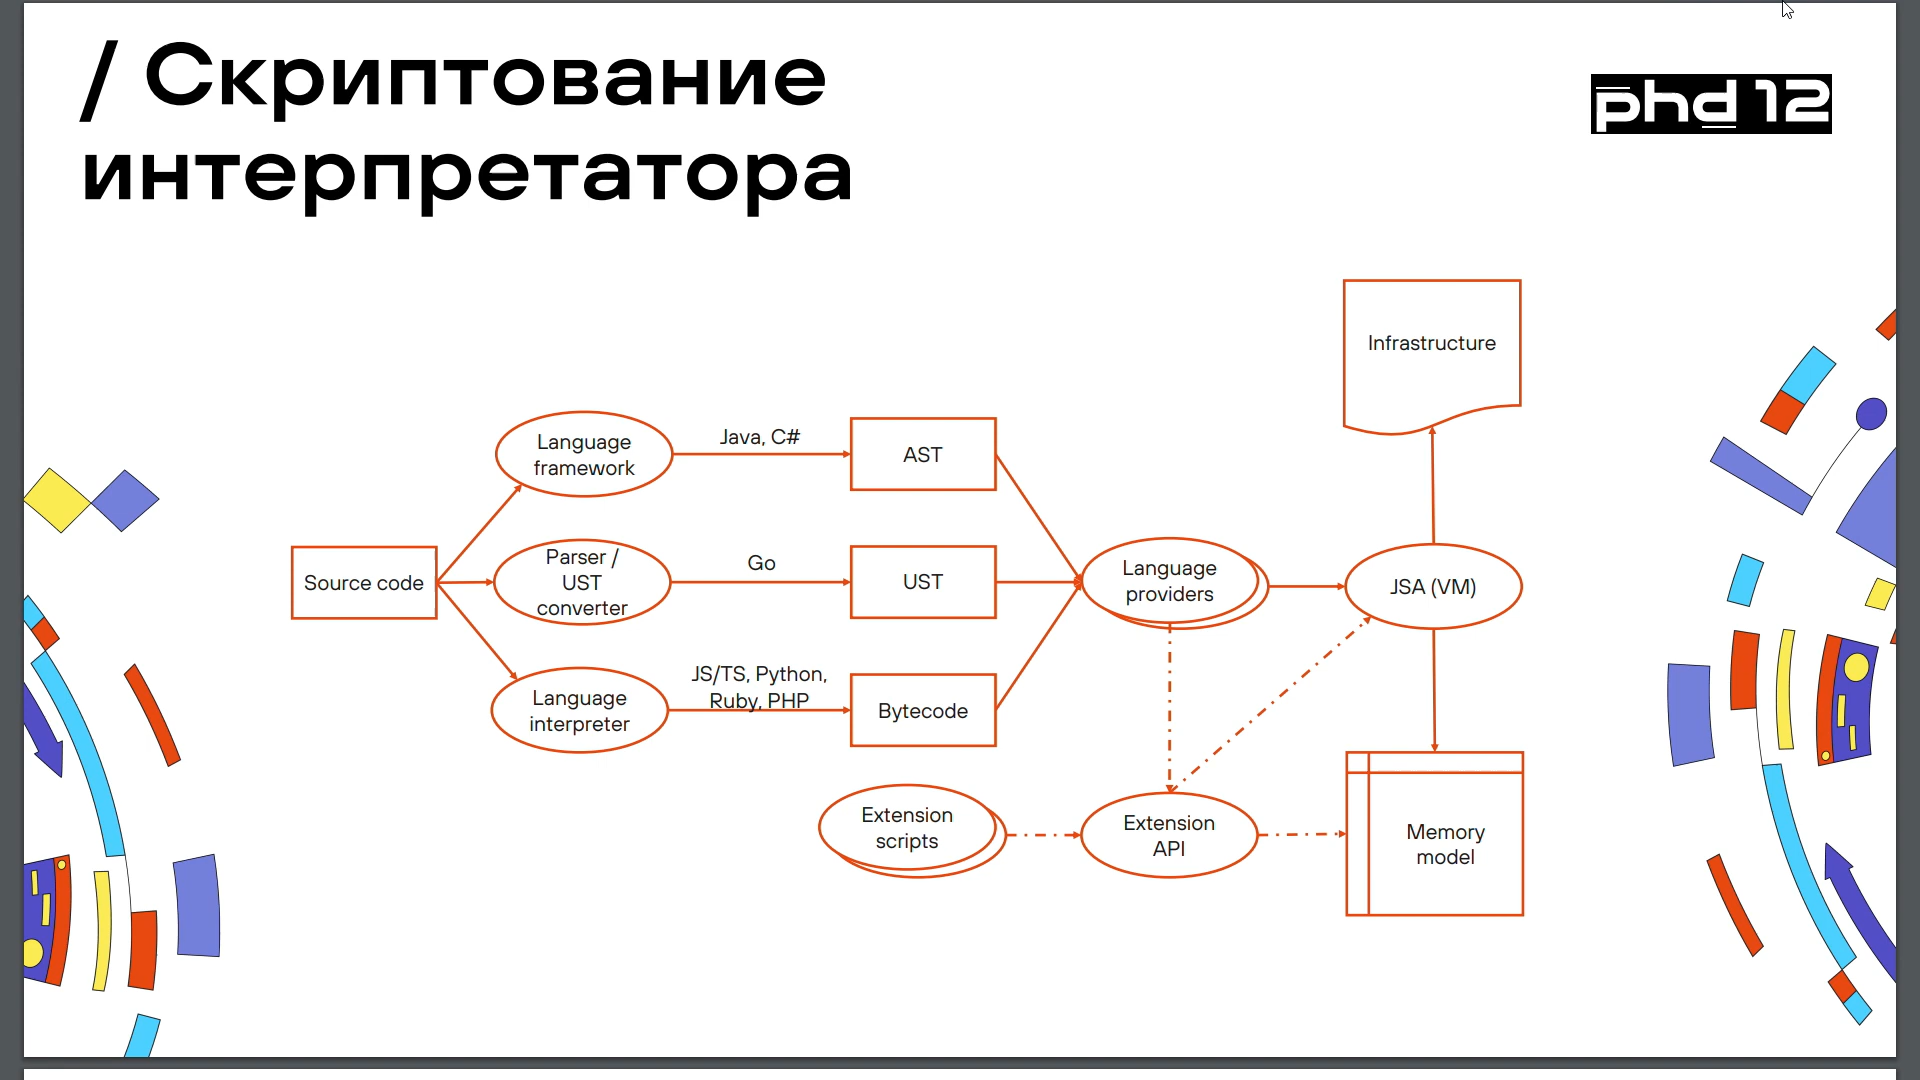 / Скриптование
интерпретатора
phd 12
Infrastructure
Language
framework
Java, C#
AST
Source code
Parser /
UST
converter
Go
UST
Language
providers
JSA (VM)
Language
interpreter
JS/TS, Python,
Ruby, PHP
Bytecode
Extension
scripts
Extension
API
Memory
model